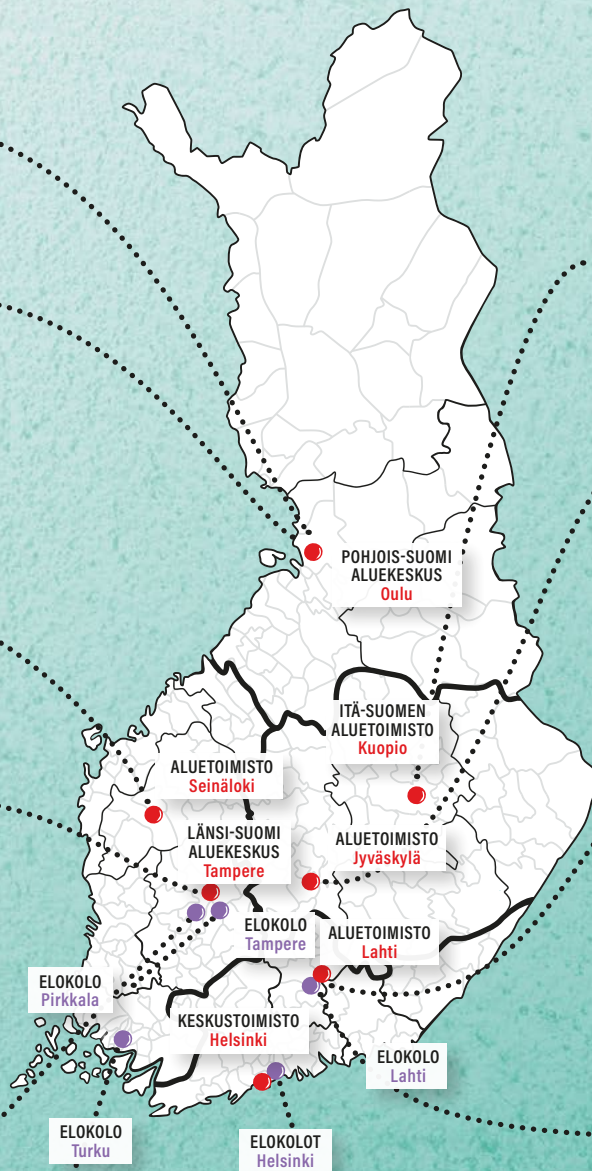 POHJOIS-SUOMI
ALUEKESKUS
Oulu
ITÄ-SUOMEN
ALUETOIMISTO
Kuopio
ALUETOIMISTO
Seinäloki
LÄNSI-SUOMI
ALUEKESKUS
Tampere
ALUETOIMISTO
Jyväskylä
ELOKOLO
Tampere
ALUETOIMISTO
Lahti
ELOKOLO
Pirkkala
KESKUSTOIMISTO
Helsinki
ELOKOLO
Lahti
ELOKOLO
Turku
ELOKOLOT
Helsinki